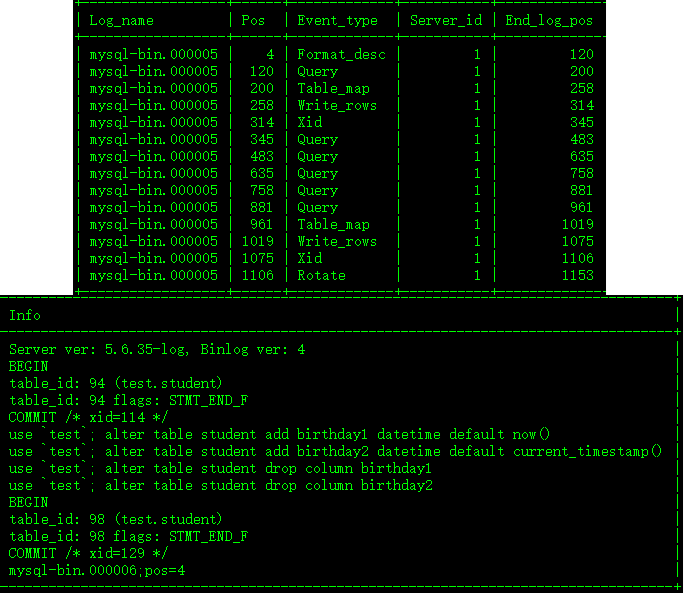 Log_name | Pos | Event_type | Server_id | End_log_pos
mysql-bin.000005 | 4 | Format_desc | 1 | 120
mysql-bin.000005 | 120 | Query | 1 | 200
mysql-bin.000005 | 200 | Table_map | 1 | 258
mysql-bin.000005 | 258 | Write_rows | 1 | 314
mysql-bin.000005 | 314 | Xid | 1 | 345
mysql-bin.000005 | 345 | Query | 1 | 483
mysql-bin.000005 | 483 | Query | 1 | 635
mysql-bin.000005 | 635 | Query | 1 | 758
mysql-bin.000005 | 758 | Query | 1 | 881
mysql-bin.000005 | 881 | Query | 1 | 961
mysql-bin.000005 | 961 | Table_map | 1 | 1019
mysql-bin.000005 | 1019 | Write_rows | 1 | 1075
mysql-bin.000005 | 1075 | Xid | 1 | 1106
mysql-bin.000005 | 1106 | Rotate | 1 | 1153
Info
Server ver: 5.6.35-log, Binlog ver: 4
BEGIN
table_id: 94 (test.student)
table_id: 94 flags: STMT_END_F
COMMIT /* xid=114 */
use `test`; alter table student add birthday1 datetime default now()
use `test`; alter table student add birthday2 datetime default current_timestamp()
use `test`; alter table student drop column birthday1
use `test`; alter table student drop column birthday2
BEGIN
table_id: 98 (test.student)
table_id: 98 flags: STMT_END_F
COMMIT /* xid=129 */
mysql-bin.000006;pos=4